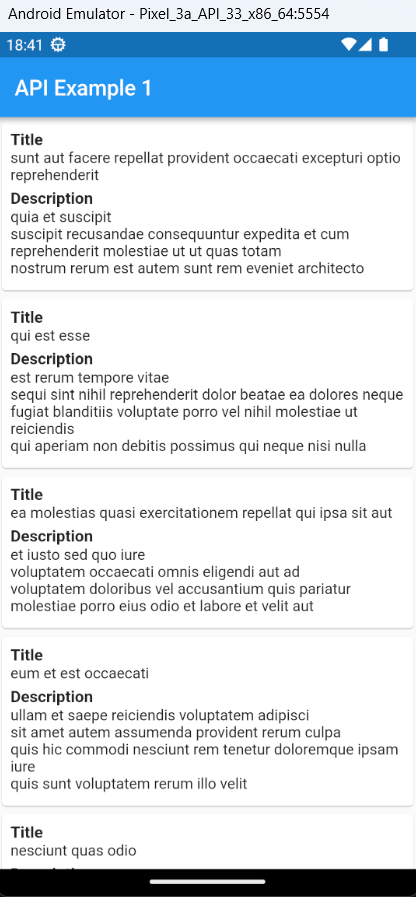 Android Emulator - Pixel_3a_API_33_x86_64:5554
18:41
API Example 1
Title
sunt aut facere repellat provident occaecati excepturi optio
reprehenderit
Description
quia et suscipit
suscipit recusandae consequuntur expedita et cum
reprehenderit molestiae ut ut quas totam
nostrum rerum est autem sunt rem eveniet architecto
Title
qui est esse
Description
est rerum tempore vitae
sequi sint nihil reprehenderit dolor beatae ea dolores neque
fugiat blanditiis voluptate porro vel nihil molestiae ut
reiciendis
qui aperiam non debitis possimus qui neque nisi nulla
Title
ea molestias quasi exercitationem repellat qui ipsa sit aut
Description
et iusto sed quo iure
voluptatem occaecati omnis eligendi aut ad
voluptatem doloribus vel accusantium quis pariatur
molestiae porro eius odio et labore et velit aut
Title
eum et est occaecati
Description
ullam et saepe reiciendis voluptatem adipisci
sit amet autem assumenda provident rerum culpa
quis hic commodi nesciunt rem tenetur doloremque ipsam
iure
quis sunt voluptatem rerum illo velit
Title
nesciunt quas odio